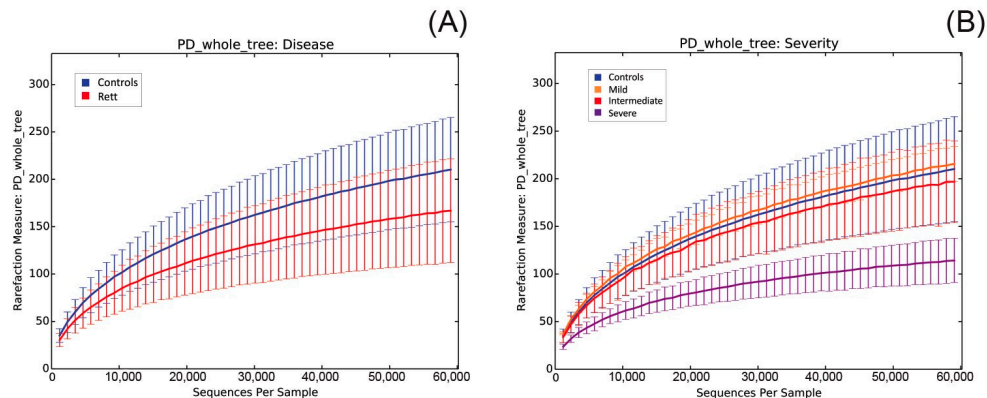 (A)
PD_whole_tree: Disease
Rarefraction Measure: PD_whole_tree
300
250
200
150
100
50
0
Controls
Rett
10,000 20,000 30,000 40,000 50,000 60,000
Sequences Per Sample
(B)
PD_whole_tree: Severity
Rarefaction Measure: PD_whole_tree
300
250
200
150
100
50
0
Controls
Mild
Intermediate
Severe
10,000 20,000 30,000 40,000 50,000 60,000
Sequences Per Sample